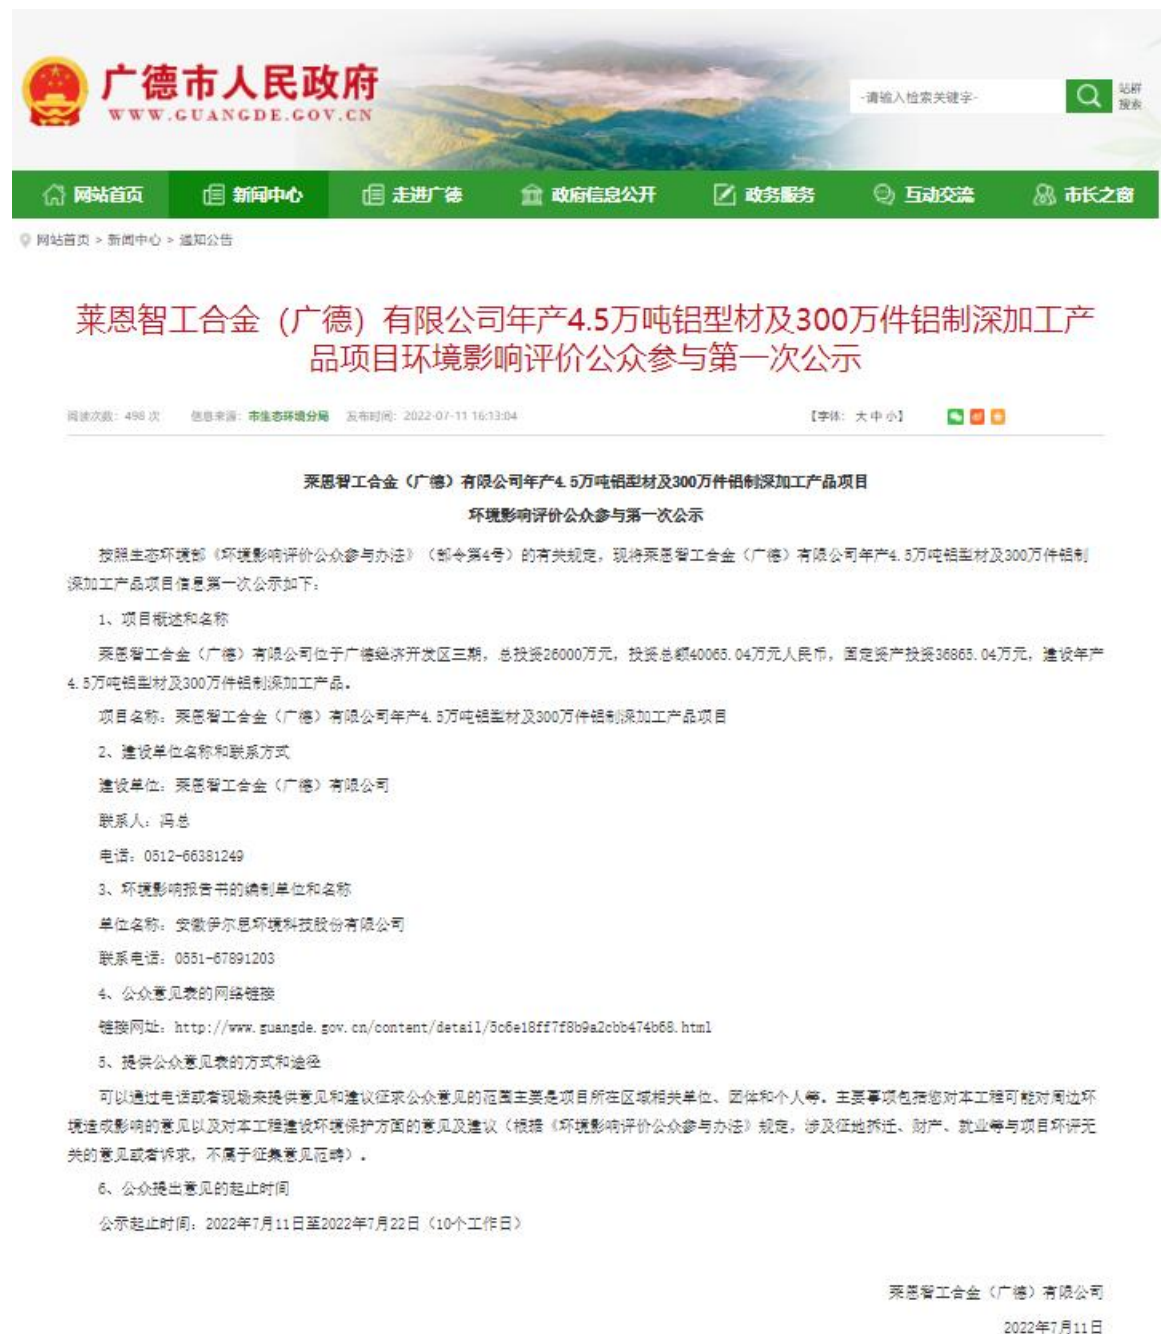 广德市人民政府
WWW.GUANGDE.GOV.CN
-请输入检索关键字-
站群
搜索
网站首页 新闻中心 走进广德 政府信息公开 政务服务 互动交流 市长之窗
网站首页 > 新闻中心 > 通知公告
莱恩智工合金（广德）有限公司年产4.5万吨铝型材及300万件铝制深加工产
品项目环境影响评价公众参与第一次公示
阅读次数：498 次 信息来源：市生态环境分局 发布时间：2022-07-11 16:13:04 【字体： 大 中 小】
莱恩智工合金（广德）有限公司年产4.5万吨铝型材及300万件铝制深加工产品项目
环境影响评价公众参与第一次公示
按照生态环境部《环境影响评价公众参与办法》（部令第4号）的有关规定，现将莱恩智工合金（广德）有限公司年产4.5万吨铝型材及300万件铝制
深加工产品项目信息第一次公示如下：
1、项目概述和名称
莱恩智工合金（广德）有限公司位于广德经济开发区三期，总投资26000万元，投资总额40065.04万元人民币，固定资产投资36865.04万元，建设年产
4.5万吨铝型材及300万件铝制深加工产品。
项目名称：莱恩智工合金（广德）有限公司年产4.5万吨铝型材及300万件铝制深加工产品项目
2、建设单位名称和联系方式
建设单位：莱恩智工合金（广德）有限公司
联系人：冯总
电话：0512-66381249
3、环境影响报告书的编制单位和名称
单位名称：安徽伊尔思环境科技股份有限公司
联系电话：0551-67891203
4、公众意见表的网络链接
链接网址：http://www.guangde.gov.cn/content/detail/5c6e18ff7f8b9a2cbb474b68.html
5、提供公众意见表的方式和途径
可以通过电话或者现场来提供意见和建议征求公众意见的范围主要是项目所在区域相关单位、团体和个人等。主要事项包括您对本工程可能对周边环
境造成影响的意见以及对本工程建设环境保护方面的意见及建议（根据《环境影响评价公众参与办法》规定，涉及征地拆迁、财产、就业等与项目环评无
关的意见或者诉求，不属于征集意见范畴）。
6、公众提出意见的起止时间
公示起止时间：2022年7月11日至2022年7月22日（10个工作日）
莱恩智工合金（广德）有限公司
2022年7月11日